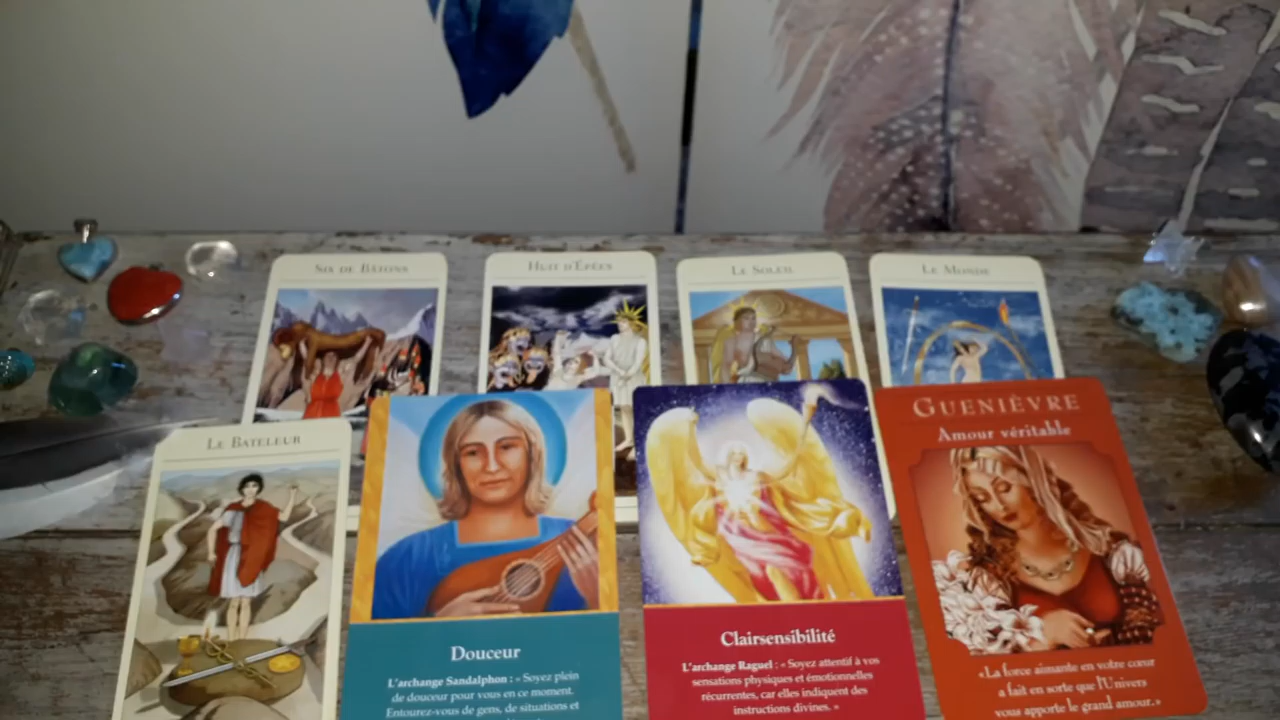 SIX DE BÂTONS
HUIT D'ÉPÉES
LE SOLEIL
LE MONDE
LE BATELEUR
Douceur
L'archange Sandalphon : « Soyez plein
de douceur pour vous en ce moment.
Entourez-vous de gens, de situations et
Clairsensibilité
L'archange Raguel : « Soyez attentif à vos
sensations physiques et émotionnelles
récurrentes, car elles indiquent des
instructions divines. »
GUENIÈVRE
Amour véritable
«La force aimante en votre cœur
a fait en sorte que l'Univers
vous apporte le grand amour.»